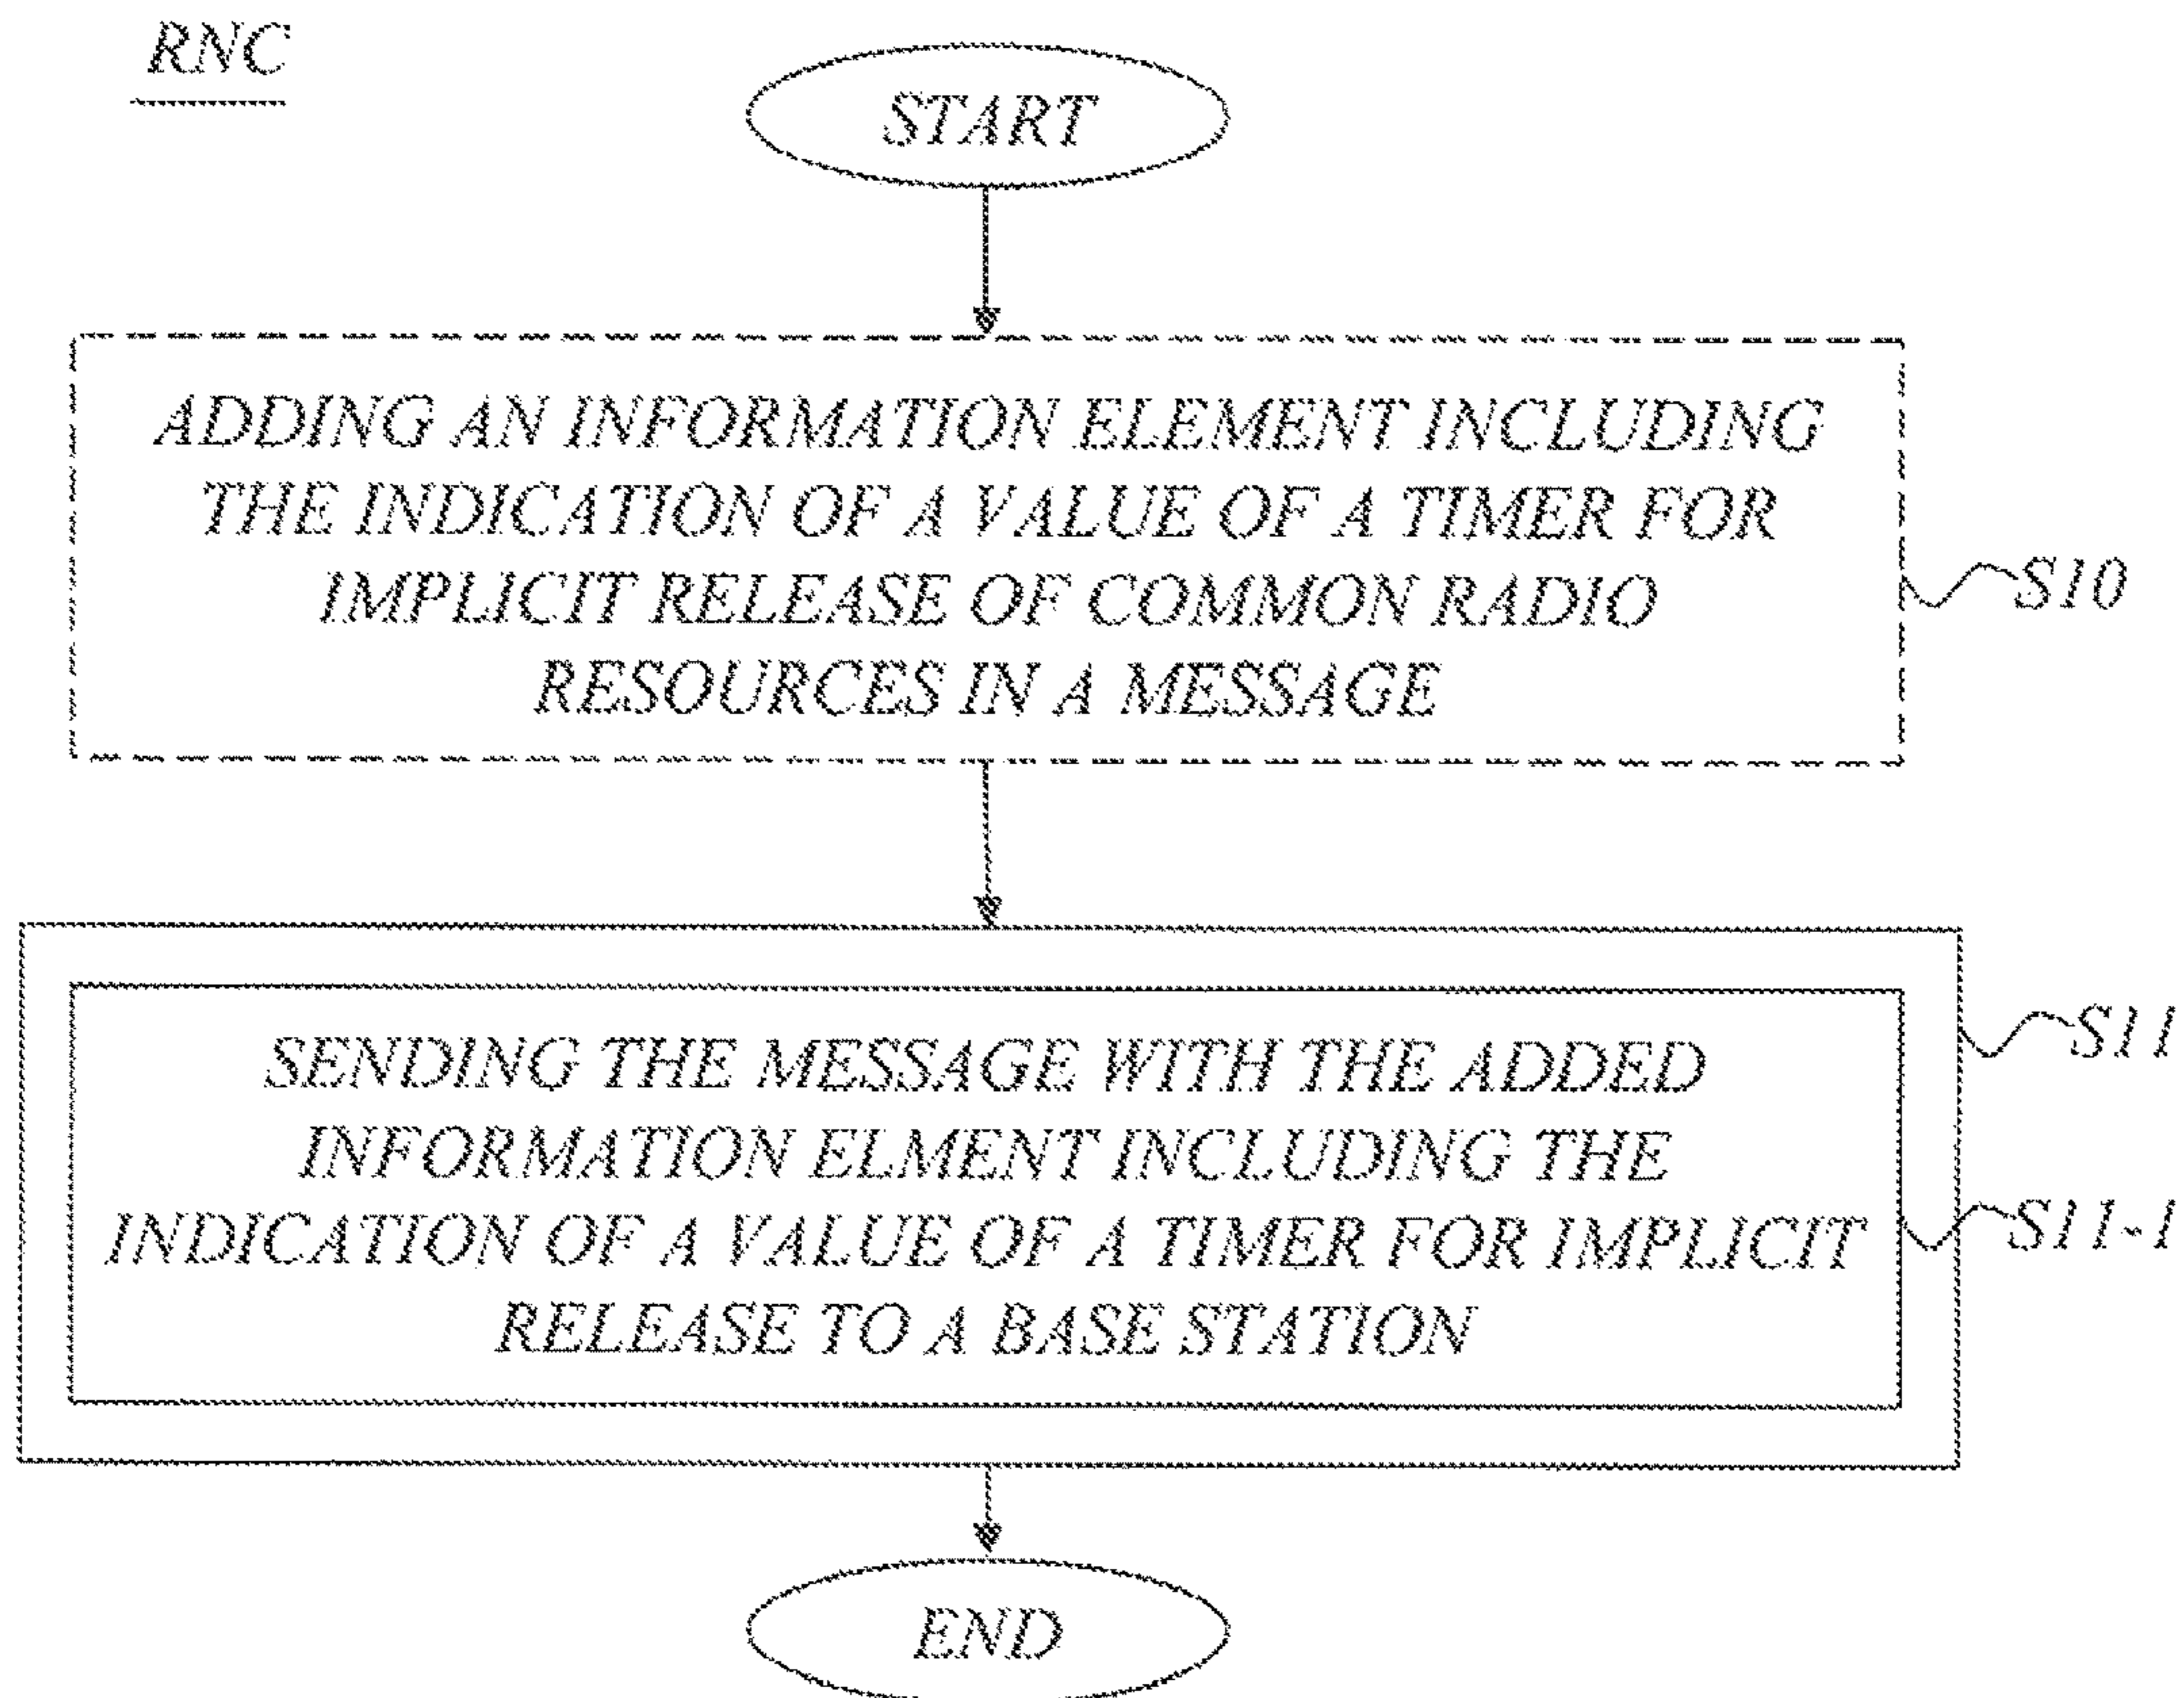 RNC
START
ADDING AN INFORMATION ELEMENT INCLUDING
THE INDICATION OF A VALUE OF A TIMER FOR
IMPLICIT RELEASE OF COMMON RADIO
RESOURCES IN A MESSAGE
S10
S11
SENDING THE MESSAGE WITH THE ADDED
INFORMATION ELMENT INCLUDING THE
INDICATION OF A VALUE OF A TIMER FOR IMPLICIT
RELEASE TO A BASE STATION
S11-1
END